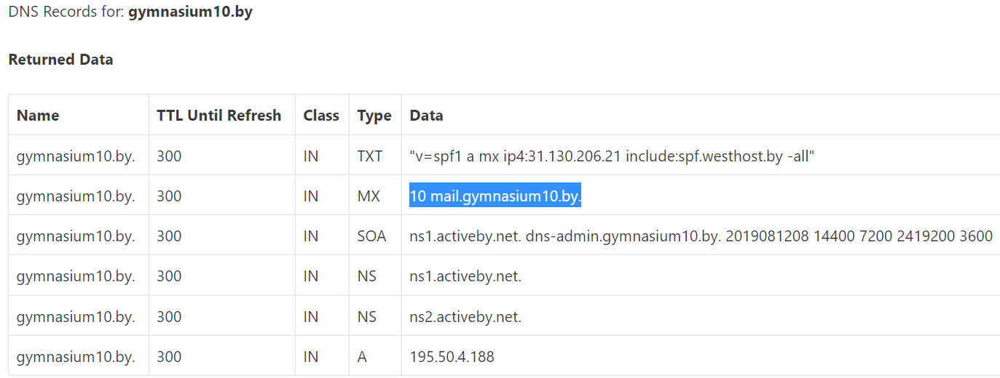 DNS Records for: gymnasium10.by
Returned Data
Name TTL Until Refresh Class Type Data
gymnasium10.by. 300 IN TXT "v=spf1 a mx ip4:31.130.206.21 include:spf.westhost.by -all"
gymnasium10.by. 300 IN MX 10 mail.gymnasium10.by.
gymnasium10.by. 300 IN SOA ns1.activeby.net. dns-admin.gymnasium10.by. 2019081208 14400 7200 2419200 3600
gymnasium10.by. 300 IN NS ns1.activeby.net.
gymnasium10.by. 300 IN NS ns2.activeby.net.
gymnasium10.by. 300 IN A 195.50.4.188